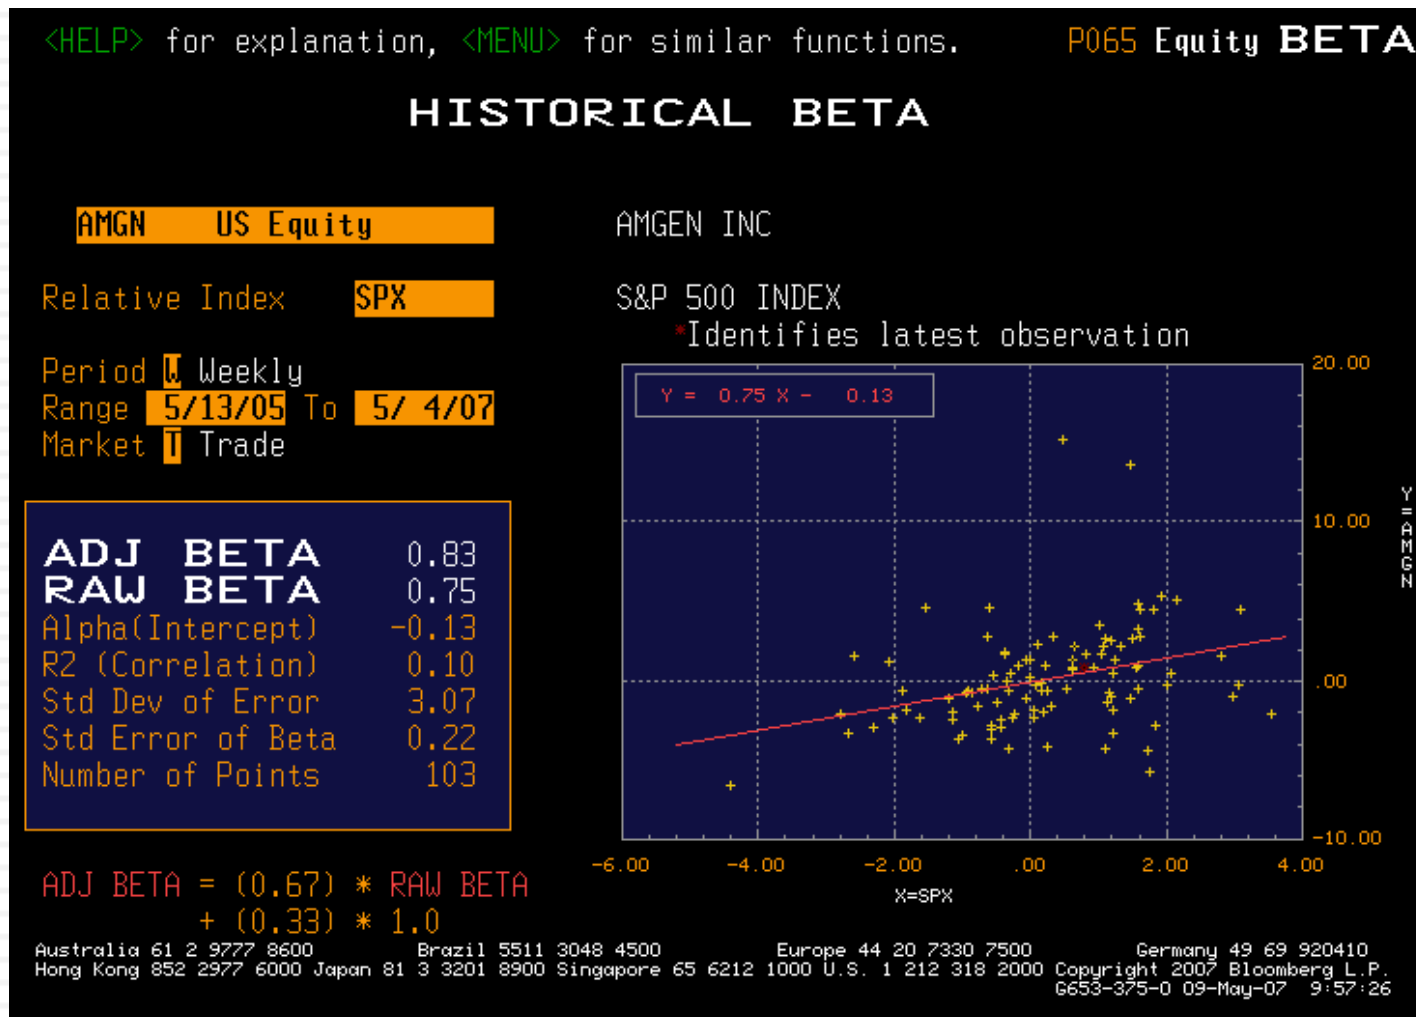 <HELP> for explanation, <MENU> for similar functions. P065 Equity BETA
HISTORICAL BETA
AMGN US Equity
AMGEN INC
Relative Index SPX
S&P 500 INDEX
*Identifies latest observation
Period W Weekly
Range 5/13/05 To 5/ 4/07
Market T Trade
Y = 0.75 X - 0.13
20.00
10.00
.00
-10.00
Y=AMGN
-6.00 -4.00 -2.00 .00 2.00 4.00
X=SPX
ADJ BETA 0.83
RAW BETA 0.75
Alpha(Intercept) -0.13
R2 (Correlation) 0.10
Std Dev of Error 3.07
Std Error of Beta 0.22
Number of Points 103
ADJ BETA = (0.67) * RAW BETA
+ (0.33) * 1.0
Australia 61 2 9777 8600 Brazil 5511 3048 4500 Europe 44 20 7330 7500 Germany 49 69 920410
Hong Kong 852 2977 6000 Japan 81 3 3201 8900 Singapore 65 6212 1000 U.S. 1 212 318 2000 Copyright 2007 Bloomberg L.P.
G653-375-0 09-May-07 9:57:26